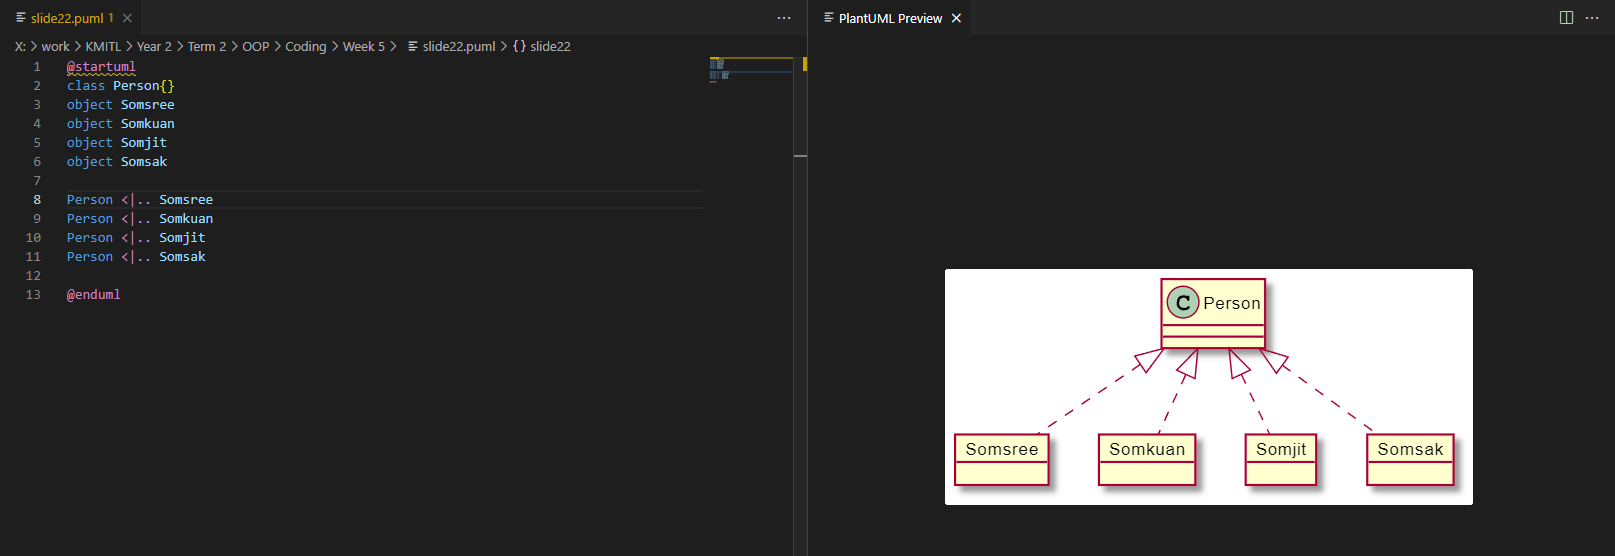 slide22.puml 1
X: > work > KMITL > Year 2 > Term 2 > OOP > Coding > Week 5 > slide22.puml > {} slide22
1 @startuml
2 class Person{}
3 object Somsree
4 object Somkuan
5 object Somjit
6 object Somsak
7
8 Person <|.. Somsree
9 Person <|.. Somkuan
10 Person <|.. Somjit
11 Person <|.. Somsak
12
13 @enduml
PlantUML Preview
C Person
Somsree Somkuan Somjit Somsak